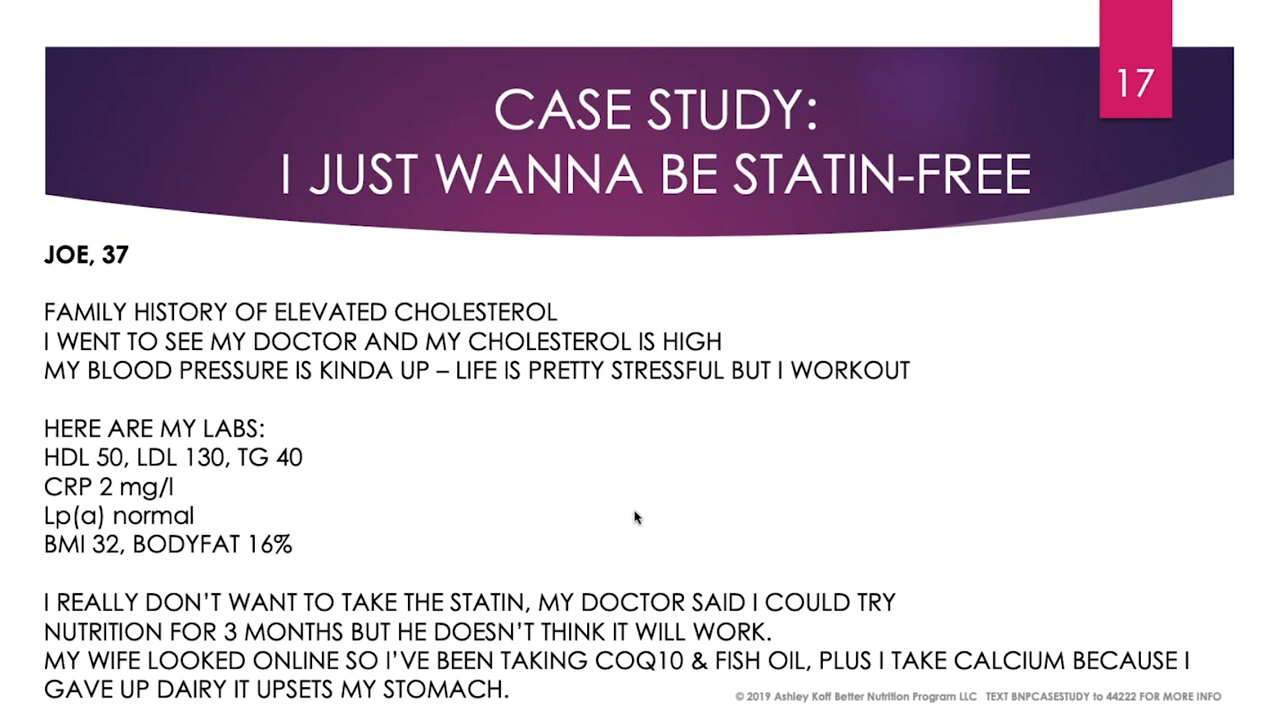 17
CASE STUDY:
I JUST WANNA BE STATIN-FREE
JOE, 37
FAMILY HISTORY OF ELEVATED CHOLESTEROL
I WENT TO SEE MY DOCTOR AND MY CHOLESTEROL IS HIGH
MY BLOOD PRESSURE IS KINDA UP – LIFE IS PRETTY STRESSFUL BUT I WORKOUT
HERE ARE MY LABS:
HDL 50, LDL 130, TG 40
CRP 2 mg/l
Lp(a) normal
BMI 32, BODYFAT 16%
I REALLY DON'T WANT TO TAKE THE STATIN, MY DOCTOR SAID I COULD TRY
NUTRITION FOR 3 MONTHS BUT HE DOESN'T THINK IT WILL WORK.
MY WIFE LOOKED ONLINE SO I'VE BEEN TAKING COQ10 & FISH OIL, PLUS I TAKE CALCIUM BECAUSE I
GAVE UP DAIRY IT UPSETS MY STOMACH.
© 2019 Ashley Koff Better Nutrition Program LLC TEXT BNPCASESTUDY to 44222 FOR MORE INFO